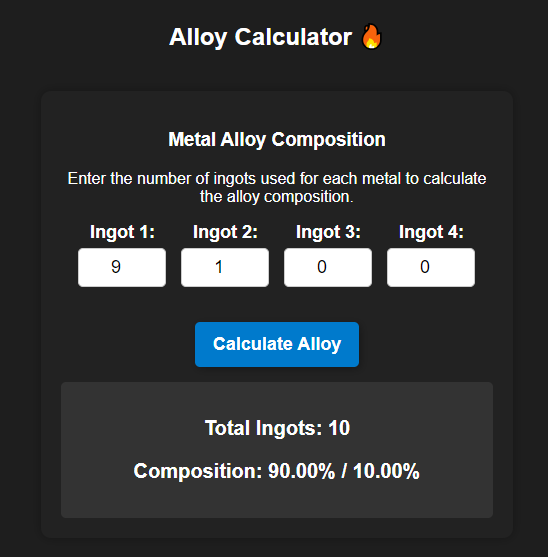 Alloy Calculator 🔥
Metal Alloy Composition
Enter the number of ingots used for each metal to calculate
the alloy composition.
Ingot 1: Ingot 2: Ingot 3: Ingot 4:
9 1 0 0
Calculate Alloy
Total Ingots: 10
Composition: 90.00% / 10.00%